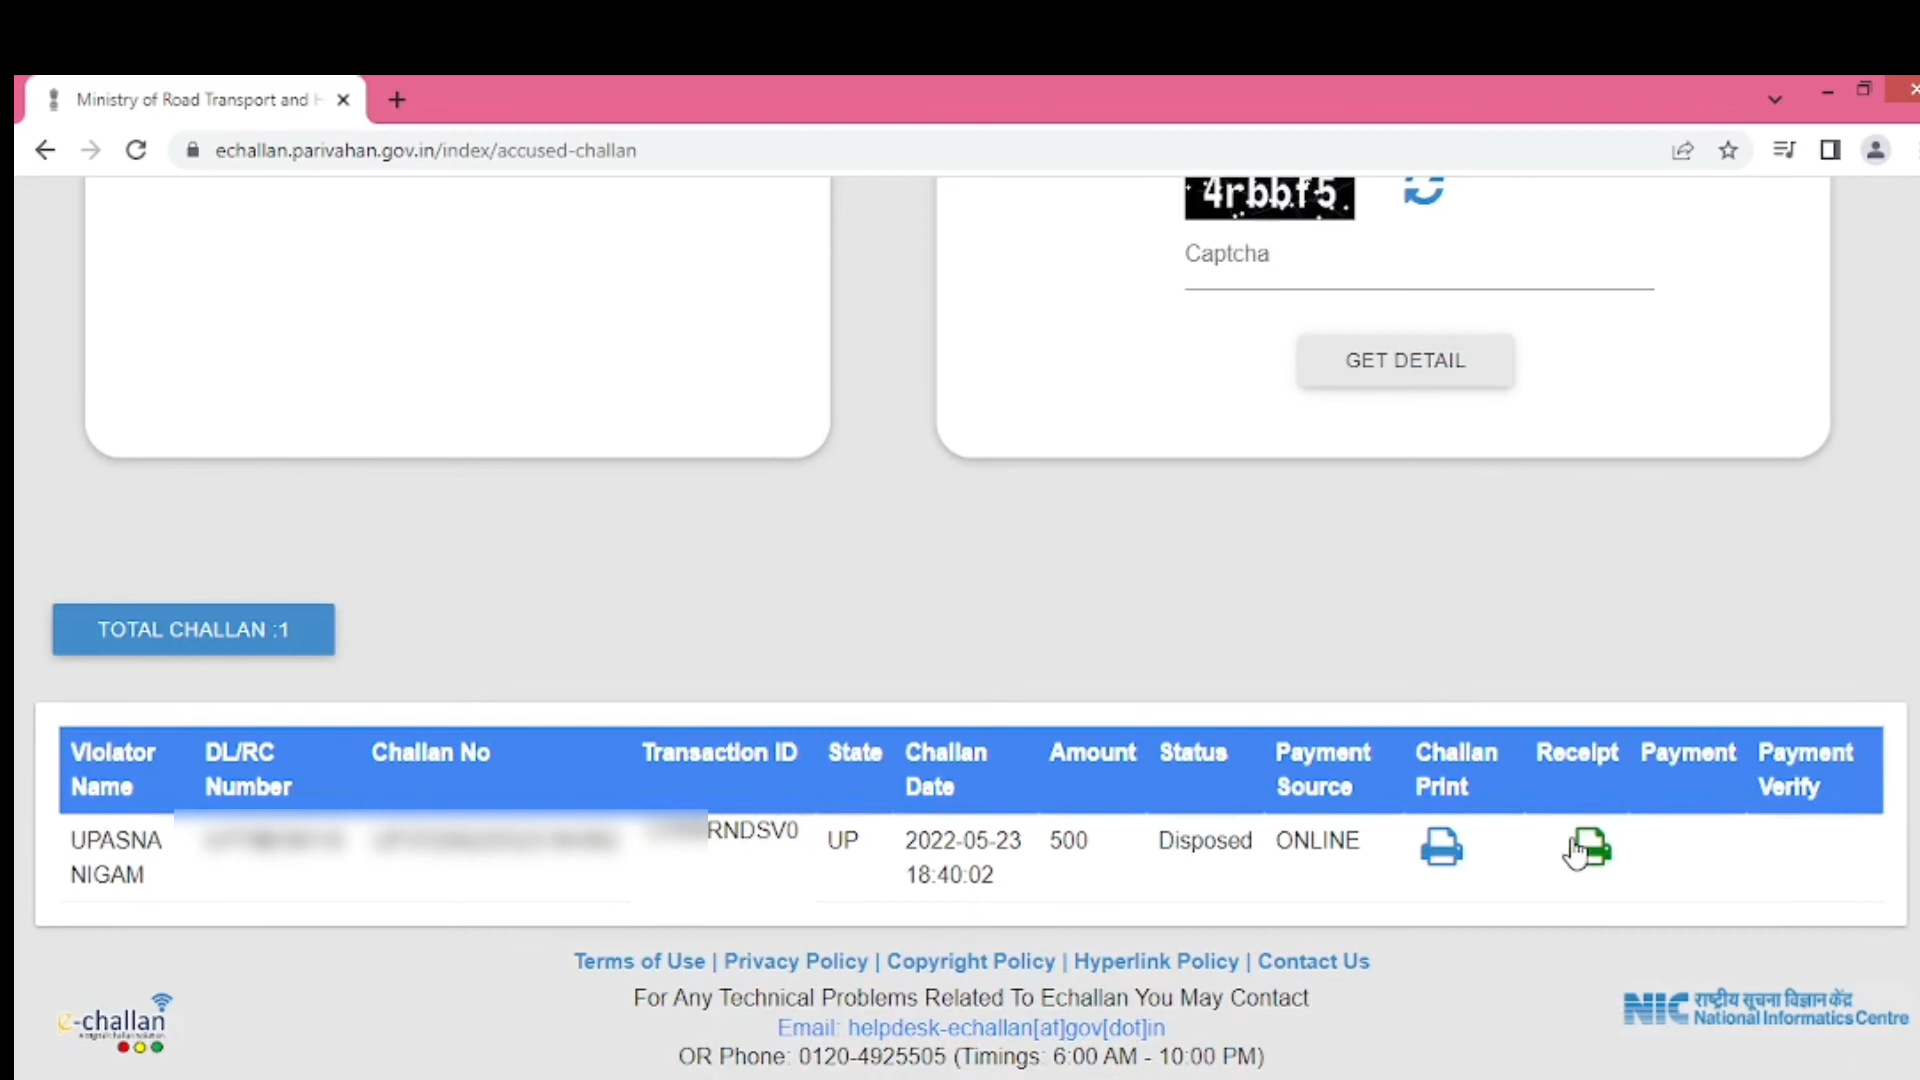 Ministry of Road Transport and H
echallan.parivahan.gov.in/index/accused-challan
4rbbf5
Captcha
GET DETAIL
TOTAL CHALLAN :1
Violator Name DL/RC Number Challan No Transaction ID State Challan Date Amount Status Payment Source Challan Print Receipt Payment Payment Verify
UPASNA NIGAM RNDSV0 UP 2022-05-23 18:40:02 500 Disposed ONLINE
Terms of Use | Privacy Policy | Copyright Policy | Hyperlink Policy | Contact Us
For Any Technical Problems Related To Echallan You May Contact
Email: helpdesk-echallan[at]gov[dot]in
OR Phone: 0120-4925505 (Timings: 6:00 AM - 10:00 PM)
e-challan
NIC राष्ट्रीय सूचना विज्ञान केंद्र
National Informatics Centre